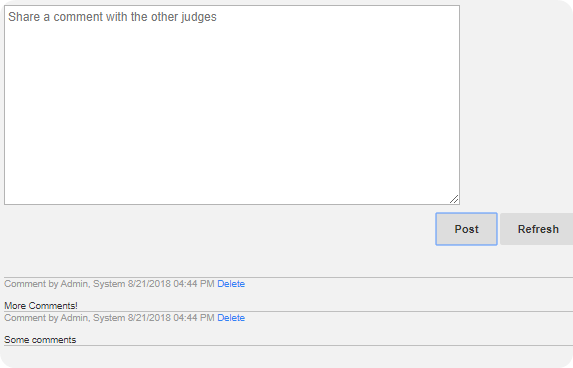 Share a comment with the other judges
Post Refresh
Comment by Admin, System 8/21/2018 04:44 PM Delete
More Comments!
Comment by Admin, System 8/21/2018 04:44 PM Delete
Some comments